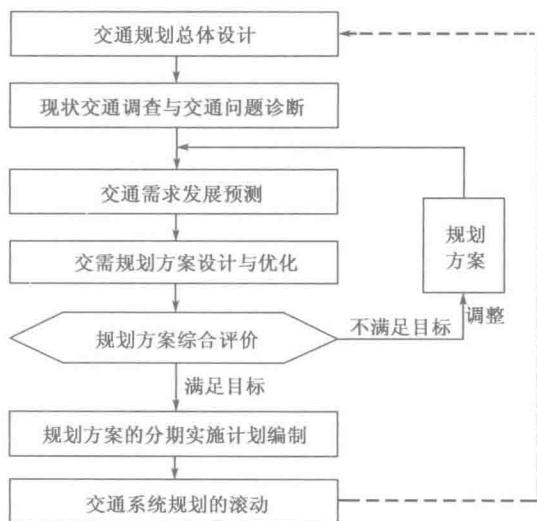 交通规划总体设计
现状交通调查与交通问题诊断
交通需求发展预测
交需规划方案设计与优化
规划方案综合评价
不满足目标
调整
规划
方案
满足目标
规划方案的分期实施计划编制
交通系统规划的滚动